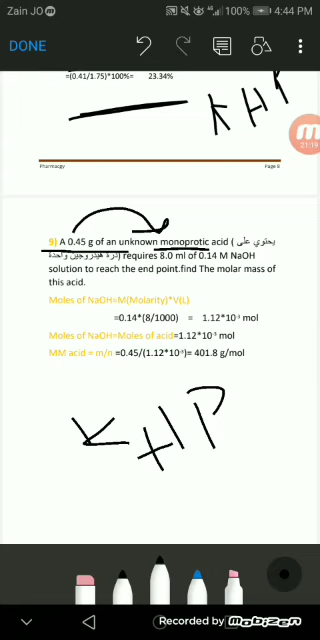 Zain JO 100% 4:44 PM
DONE
=(0.41/1.75)*100%= 23.34%
KHP
21:19
Pharmacgy Page 8
9) A 0.45 g of an unknown monoprotic acid ( يحتوي على
ذرة هيدروجين واحدة) requires 8.0 ml of 0.14 M NaOH
solution to reach the end point.find The molar mass of
this acid.
Moles of NaOH=M(Molarity)*V(L)
=0.14*(8/1000) = 1.12*10⁻³ mol
Moles of NaOH=Moles of acid=1.12*10⁻³ mol
MM acid = m/n =0.45/(1.12*10⁻³)= 401.8 g/mol
KHP
Recorded by Mobizen